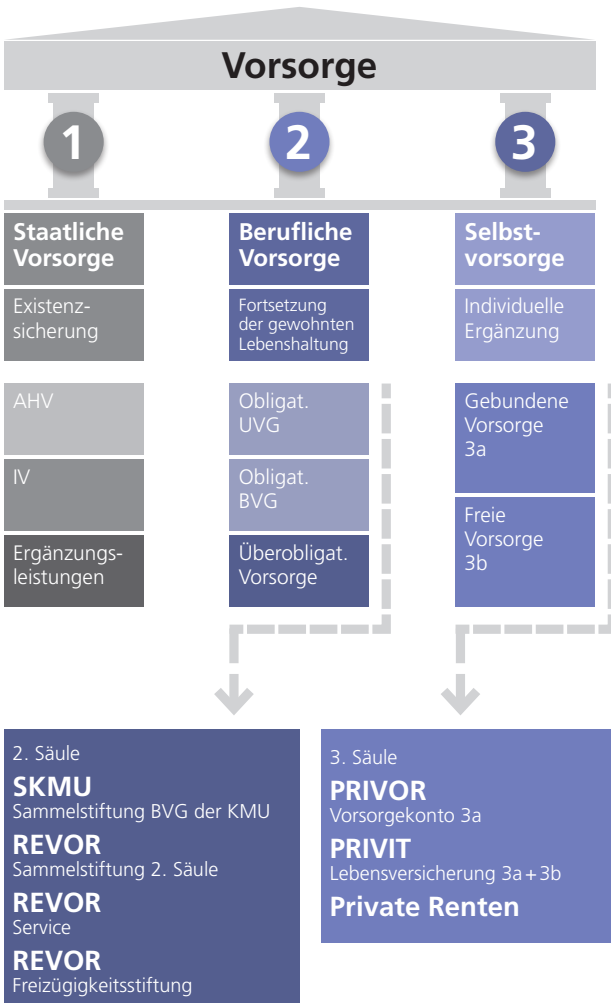 Vorsorge
1
2
3
Staatliche
Vorsorge
Berufliche
Vorsorge
Selbst-
vorsorge
Existenz-
sicherung
Fortsetzung
der gewohnten
Lebenshaltung
Individuelle
Ergänzung
AHV
IV
Ergänzungs-
leistungen
Obligat.
UVG
Obligat.
BVG
Überobligat.
Vorsorge
Gebundene
Vorsorge
3a
Freie
Vorsorge
3b
2. Säule
SKMU
Sammelstiftung BVG der KMU
REVOR
Sammelstiftung 2. Säule
REVOR
Service
REVOR
Freizügigkeitsstiftung
3. Säule
PRIVOR
Vorsorgekonto 3a
PRIVIT
Lebensversicherung 3a+3b
Private Renten